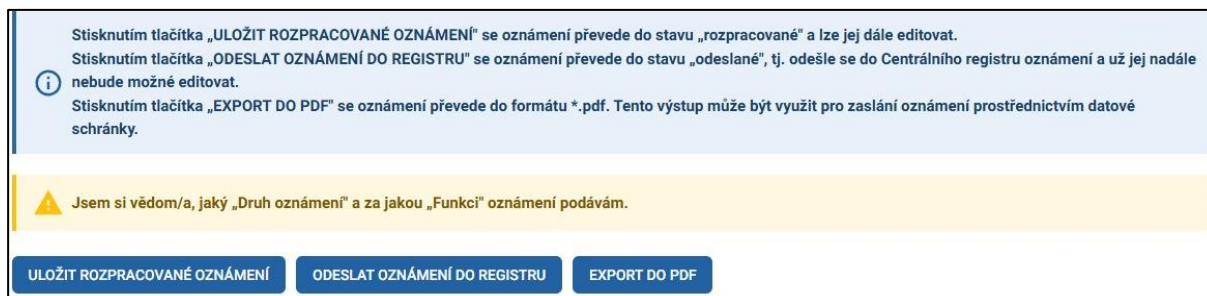 Stisknutím tlačítka „ULOŽIT ROZPRACOVANÉ OZNÁMENÍ" se oznámení převede do stavu „rozpracované" a lze jej dále editovat.
Stisknutím tlačítka „ODESLAT OZNÁMENÍ DO REGISTRU" se oznámení převede do stavu „odeslané", tj. odešle se do Centrálního registru oznámení a už jej nadále
nebude možné editovat.
Stisknutím tlačítka „EXPORT DO PDF" se oznámení převede do formátu *.pdf. Tento výstup může být využit pro zaslání oznámení prostřednictvím datové
schránky.
Jsem si vědom/a, jaký „Druh oznámení" a za jakou „Funkci" oznámení podávám.
ULOŽIT ROZPRACOVANÉ OZNÁMENÍ ODESLAT OZNÁMENÍ DO REGISTRU EXPORT DO PDF